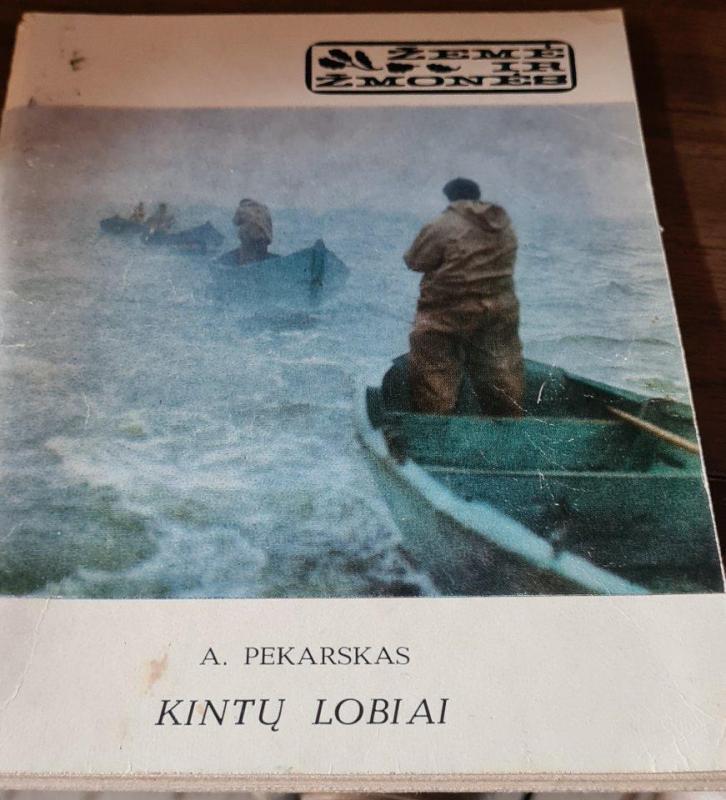 ŽEMĖ
IR
ŽMONĖS
A. PEKARSKAS
KINTŲ LOBIAI